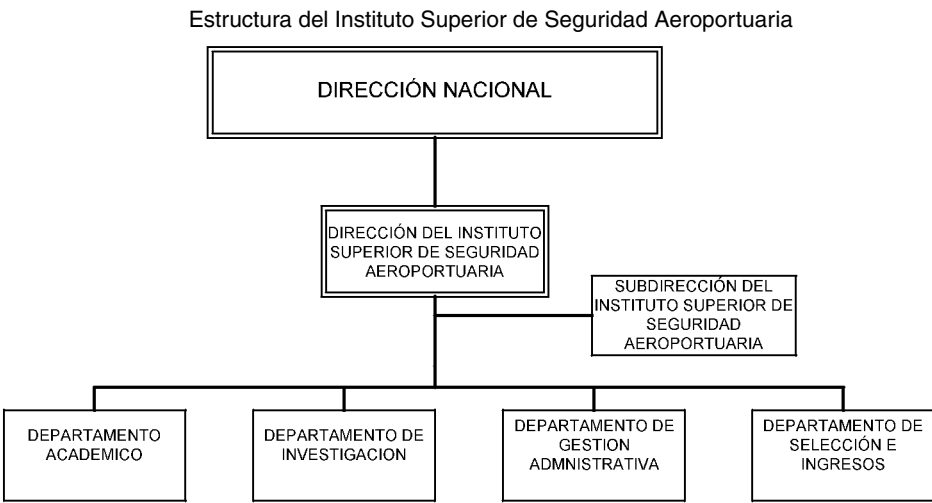 Estructura del Instituto Superior de Seguridad Aeroportuaria
DIRECCIÓN NACIONAL
DIRECCIÓN DEL INSTITUTO
SUPERIOR DE SEGURIDAD
AEROPORTUARIA
SUBDIRECCIÓN DEL
INSTITUTO SUPERIOR DE
SEGURIDAD
AEROPORTUARIA
DEPARTAMENTO
ACADEMICO
DEPARTAMENTO DE
INVESTIGACION
DEPARTAMENTO DE
GESTION
ADMNISTRATIVA
DEPARTAMENTO DE
SELECCIÓN E
INGRESOS